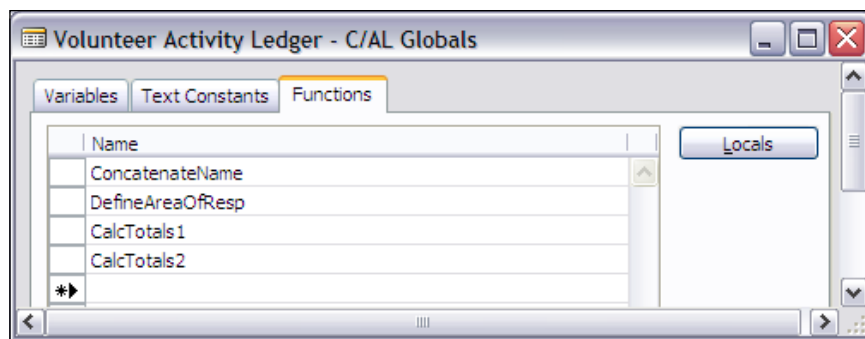 Volunteer Activity Ledger - C/AL Globals
Variables Text Constants Functions
Name
Locals
ConcatenateName
DefineAreaOfResp
CalcTotals1
CalcTotals2